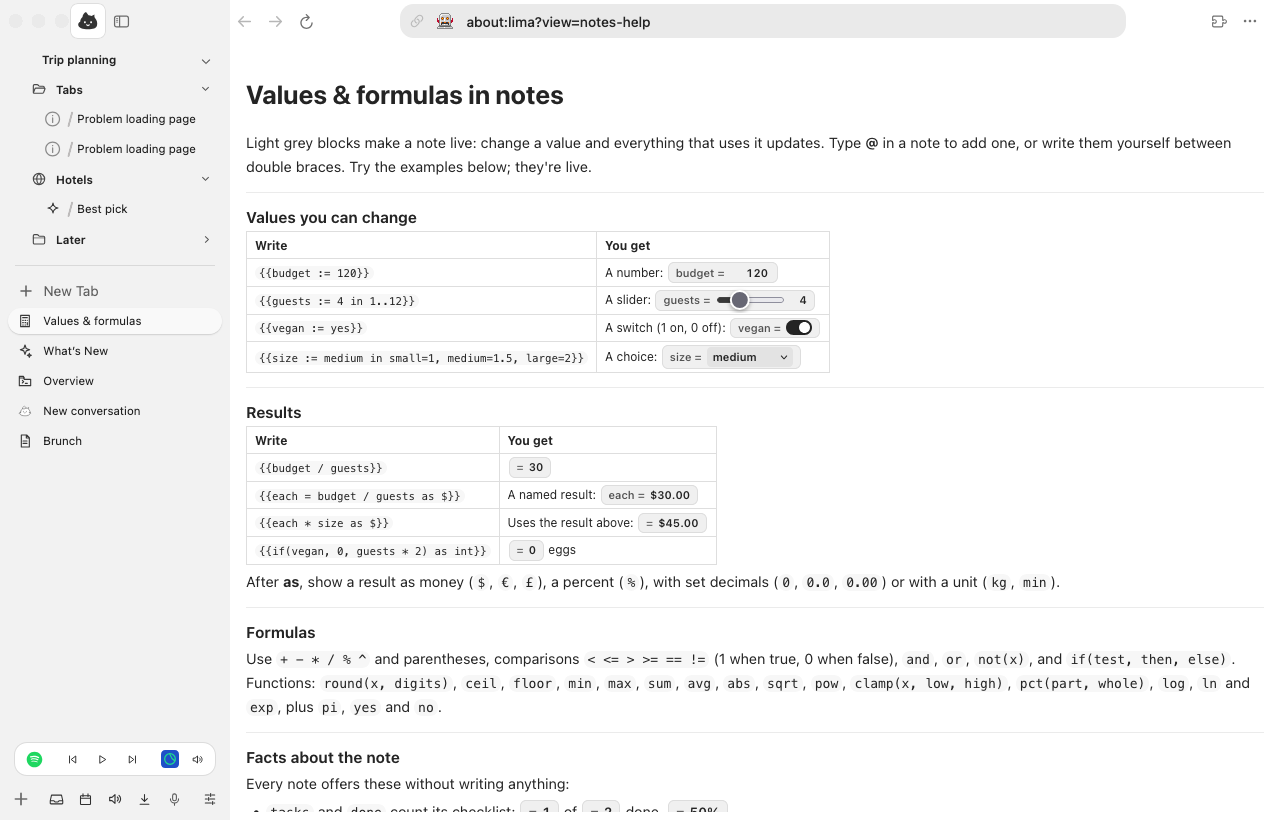 about:lima?view=notes-help
Trip planning
Tabs
/ Problem loading page
/ Problem loading page
Hotels
/ Best pick
Later
New Tab
Values & formulas
What's New
Overview
New conversation
Brunch
Values & formulas in notes
Light grey blocks make a note live: change a value and everything that uses it updates. Type @ in a note to add one, or write them yourself between
double braces. Try the examples below; they're live.
Values you can change
Write You get
{{budget := 120}} A number: budget = 120
{{guests := 4 in 1..12}} A slider: guests = 4
{{vegan := yes}} A switch (1 on, 0 off): vegan =
{{size := medium in small=1, medium=1.5, large=2}} A choice: size = medium
Results
Write You get
{{budget / guests}} = 30
{{each = budget / guests as $}} A named result: each = $30.00
{{each * size as $}} Uses the result above: = $45.00
{{if(vegan, 0, guests * 2) as int}} = 0 eggs
After as, show a result as money ( $ , € , £ ), a percent ( % ), with set decimals ( 0 , 0.0 , 0.00 ) or with a unit ( kg , min ).
Formulas
Use + − * / % ^ and parentheses, comparisons < <= > >= == != (1 when true, 0 when false), and , or , not(x) , and if(test, then, else) .
Functions: round(x, digits) , ceil , floor , min , max , sum , avg , abs , sqrt , pow , clamp(x, low, high) , pct(part, whole) , log , ln and
exp , plus pi , yes and no .
Facts about the note
Every note offers these without writing anything:
• tasks and done count its checklist: = 1 of = 2 done = 50%